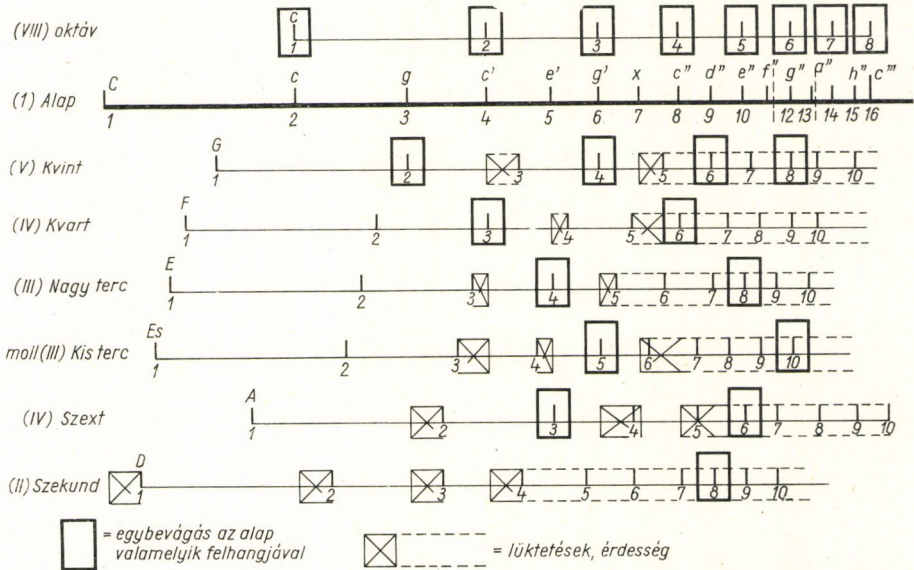 (VIII) oktáv
C
1 2 3 4 5 6 7 8
C c g c' e' g' x c" d" e" f" g" a" h" c"'
(1) Alap
1 2 3 4 5 6 7 8 9 10 12 13 14 15 16
G
(V) Kvint
1 2 3 4 5 6 7 8 9 10
F
(IV) Kvart
1 2 3 4 5 6 7 8 9 10
E
(III) Nagy terc
1 2 3 4 5 6 7 8 9 10
Es
moll (III) Kis terc
1 2 3 4 5 6 7 8 9 10
A
(IV) Szext
1 2 3 4 5 6 7 8 9 10
D
(II) Szekund
1 2 3 4 5 6 7 8 9 10
= egybevágás az alap
valamelyik felhangjával
= lüktetések, érdesség